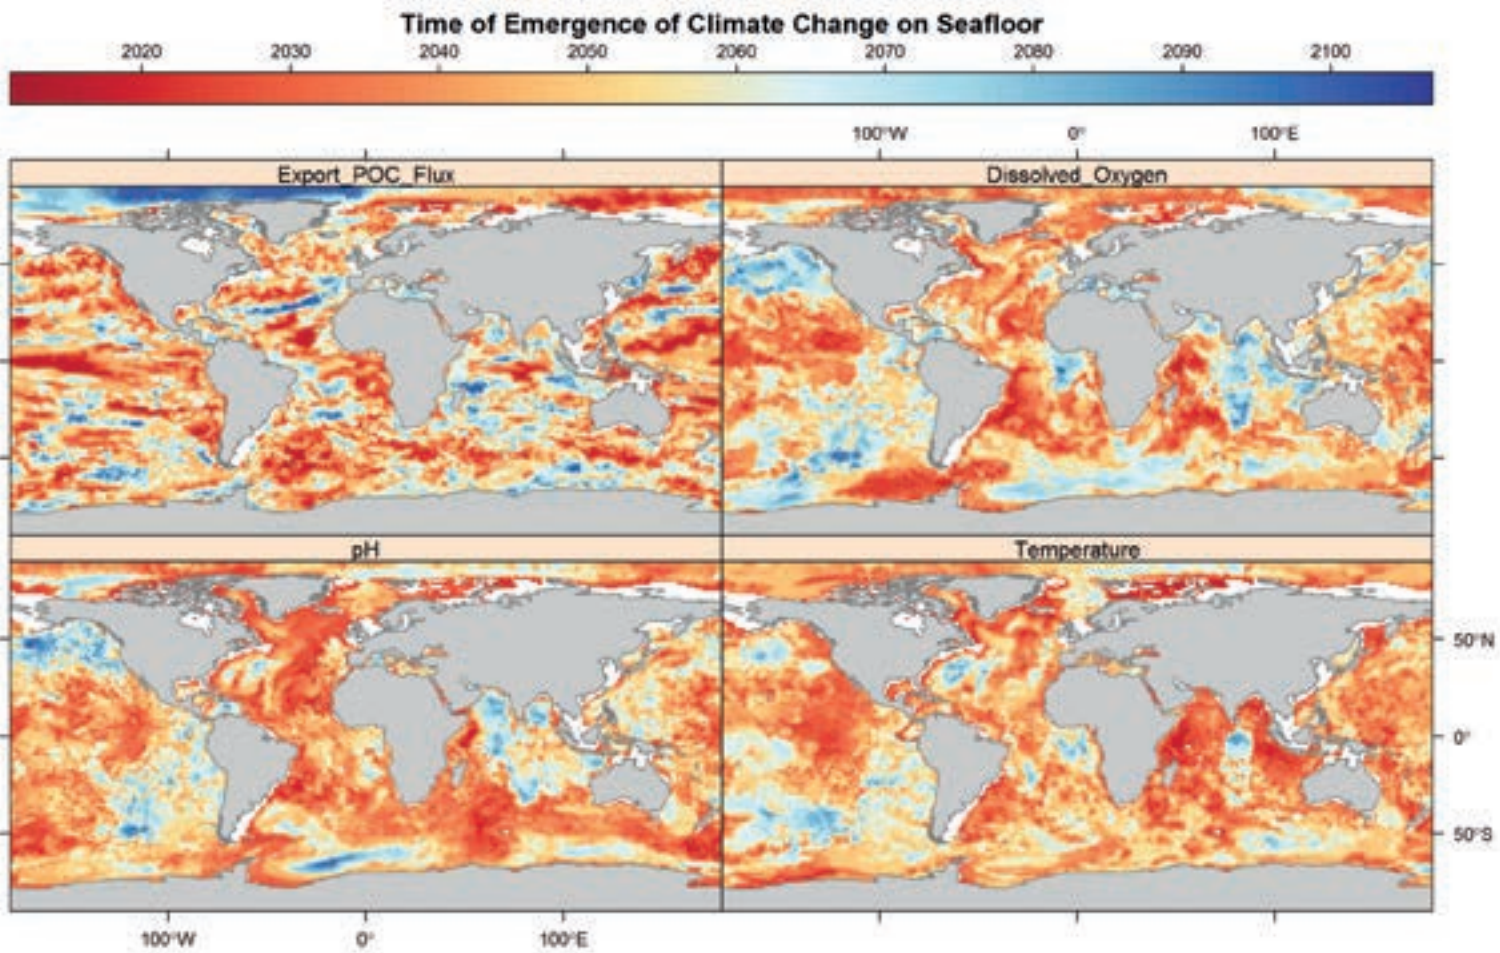 Time of Emergence of Climate Change on Seafloor
2020 2030 2040 2050 2060 2070 2080 2090 2100
100°W 0° 100°E
Export_POC_Flux Dissolved_Oxygen
pH Temperature
50°N
0°
50°S
100°W 0° 100°E